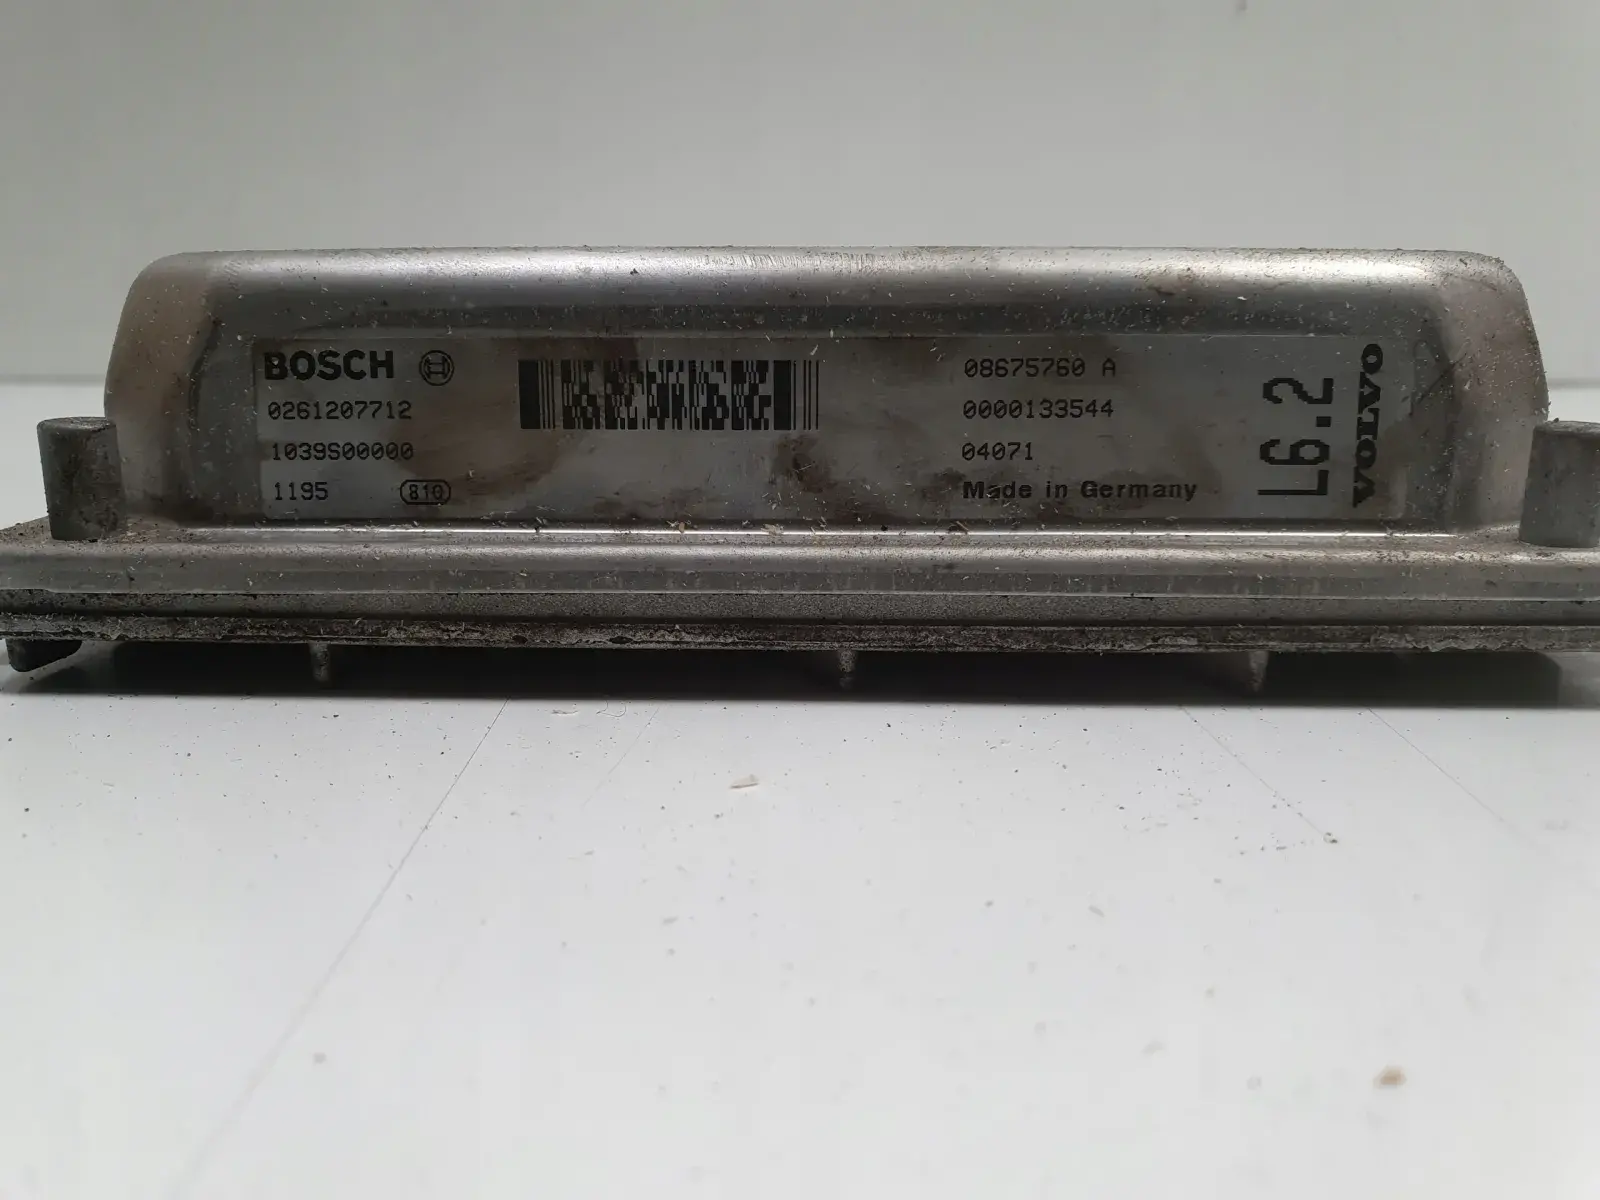 BOSCH
0261207712
1039S00000
1195 810
08675760 A
0000133544
04071
Made in Germany
L6.2
VOLVO